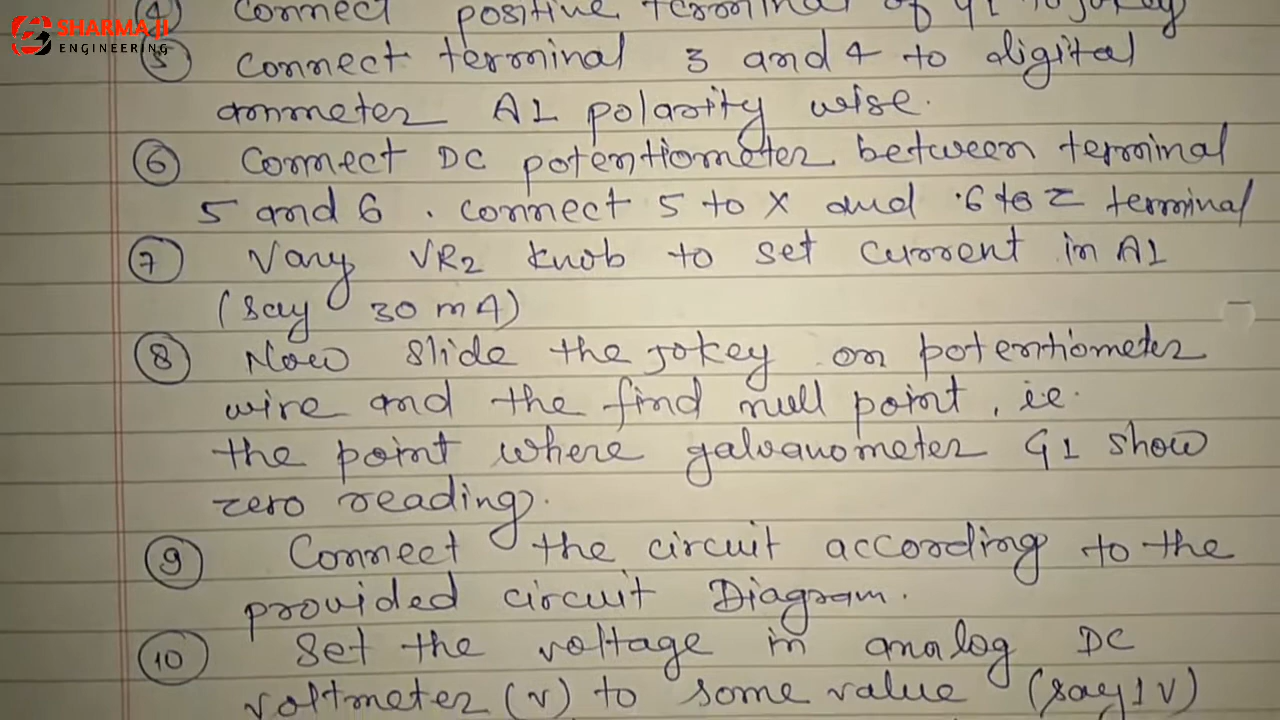 ④ Connect positive terminal of G1 to jokey
SHARMA JI
ENGINEERING
⑤ Connect terminal 3 and 4 to digital
ammeter A1 polarity wise.
⑥ Connect DC potentiometer between terminal
5 and 6 . connect 5 to X and 6 to Z terminal
⑦ Vary VR2 knob to set current in A1
(say 30 mA)
⑧ Now slide the jokey on potentiometer
wire and the find null point, i.e.
the point where galvanometer G1 show
zero reading.
⑨ Connect the circuit according to the
provided circuit Diagram.
⑩ Set the voltage in analog DC
voltmeter (v) to some value (say 1 V)